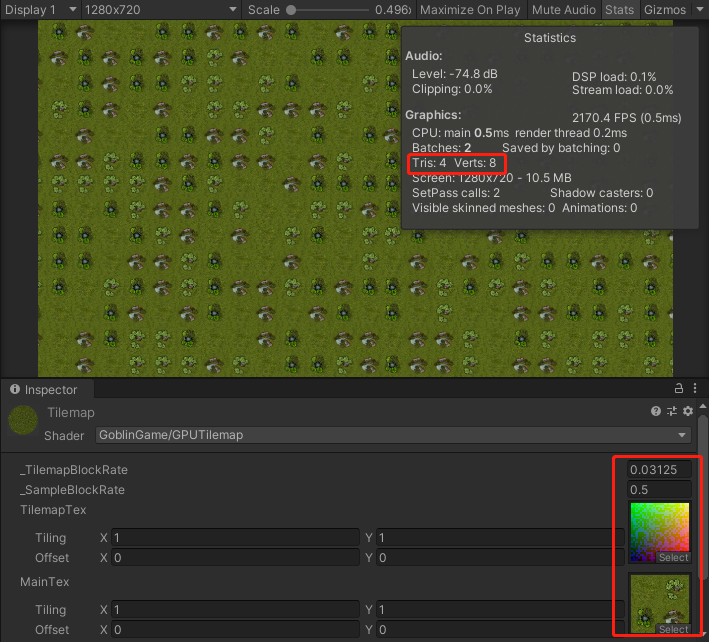 Display 1 1280x720 Scale 0.496x Maximize On Play Mute Audio Stats Gizmos
Statistics
Audio:
Level: -74.8 dB DSP load: 0.1%
Clipping: 0.0% Stream load: 0.0%
Graphics: 2170.4 FPS (0.5ms)
CPU: main 0.5ms render thread 0.2ms
Batches: 2 Saved by batching: 0
Tris: 4 Verts: 8
Screen: 1280x720 - 10.5 MB
SetPass calls: 2 Shadow casters: 0
Visible skinned meshes: 0 Animations: 0
Inspector
Tilemap
Shader GoblinGame/GPUTilemap
_TilemapBlockRate 0.03125
_SampleBlockRate 0.5
TilemapTex
Tiling X 1 Y 1
Offset X 0 Y 0
Select
MainTex
Tiling X 1 Y 1
Offset X 0 Y 0
Select